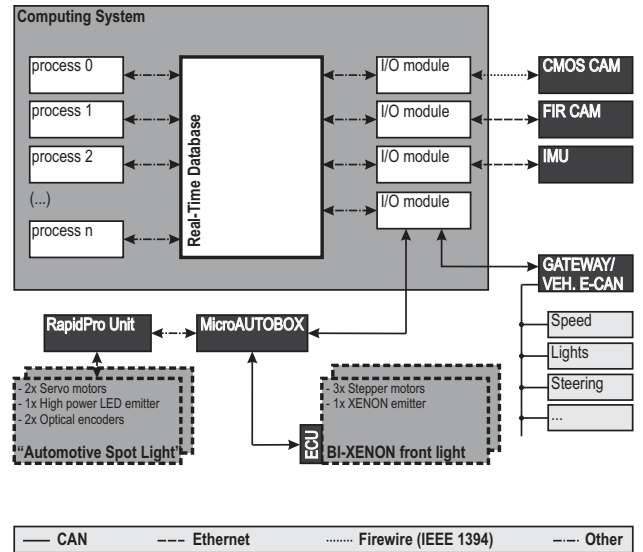 Computing System
process 0
process 1
process 2
(...)
process n
Real-Time Database
I/O module
I/O module
I/O module
I/O module
CMOS CAM
FIR CAM
IMU
GATEWAY/
VEH. E-CAN
Speed
Lights
Steering
...
RapidPro Unit
MicroAUTOBOX
- 2x Servo motors
- 1x High power LED emitter
- 2x Optical encoders
"Automotive Spot Light"
- 3x Stepper motors
- 1x XENON emitter
ECU
BI-XENON front light
CAN
Ethernet
Firewire (IEEE 1394)
Other